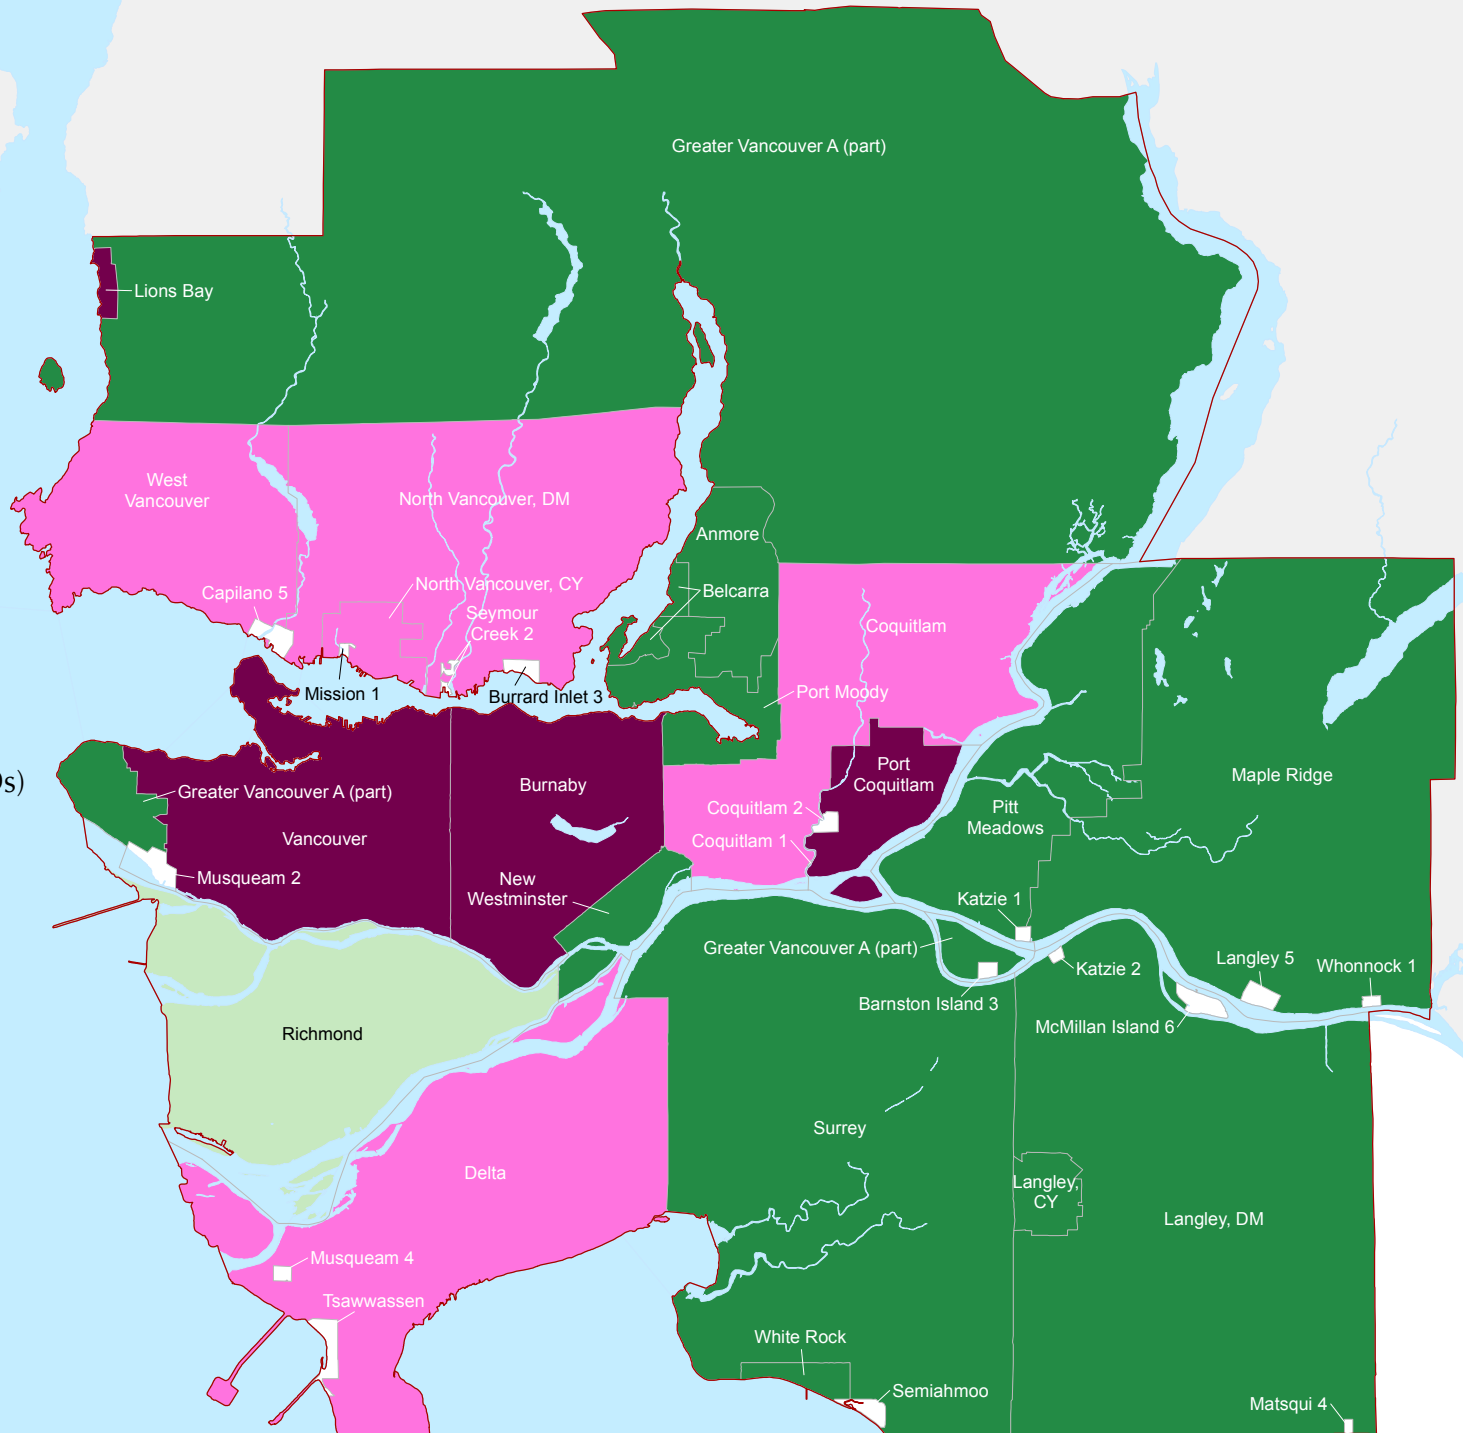 Greater Vancouver A (part)
Lions Bay
West
Vancouver
North Vancouver, DM
Anmore
Capilano 5
North Vancouver, CY
Belcarra
Seymour
Creek 2
Coquitlam
Mission 1
Burrard Inlet 3
Port Moody
s)
Greater Vancouver A (part)
Burnaby
Port
Coquitlam
Maple Ridge
Coquitlam 2
Pitt
Meadows
Vancouver
Coquitlam 1
Musqueam 2
New
Westminster
Katzie 1
Greater Vancouver A (part)
Katzie 2
Langley 5
Whonnock 1
Barnston Island 3
McMillan Island 6
Richmond
Surrey
Delta
Langley,
CY
Langley, DM
Musqueam 4
Tsawwassen
White Rock
Semiahmoo
Matsqui 4